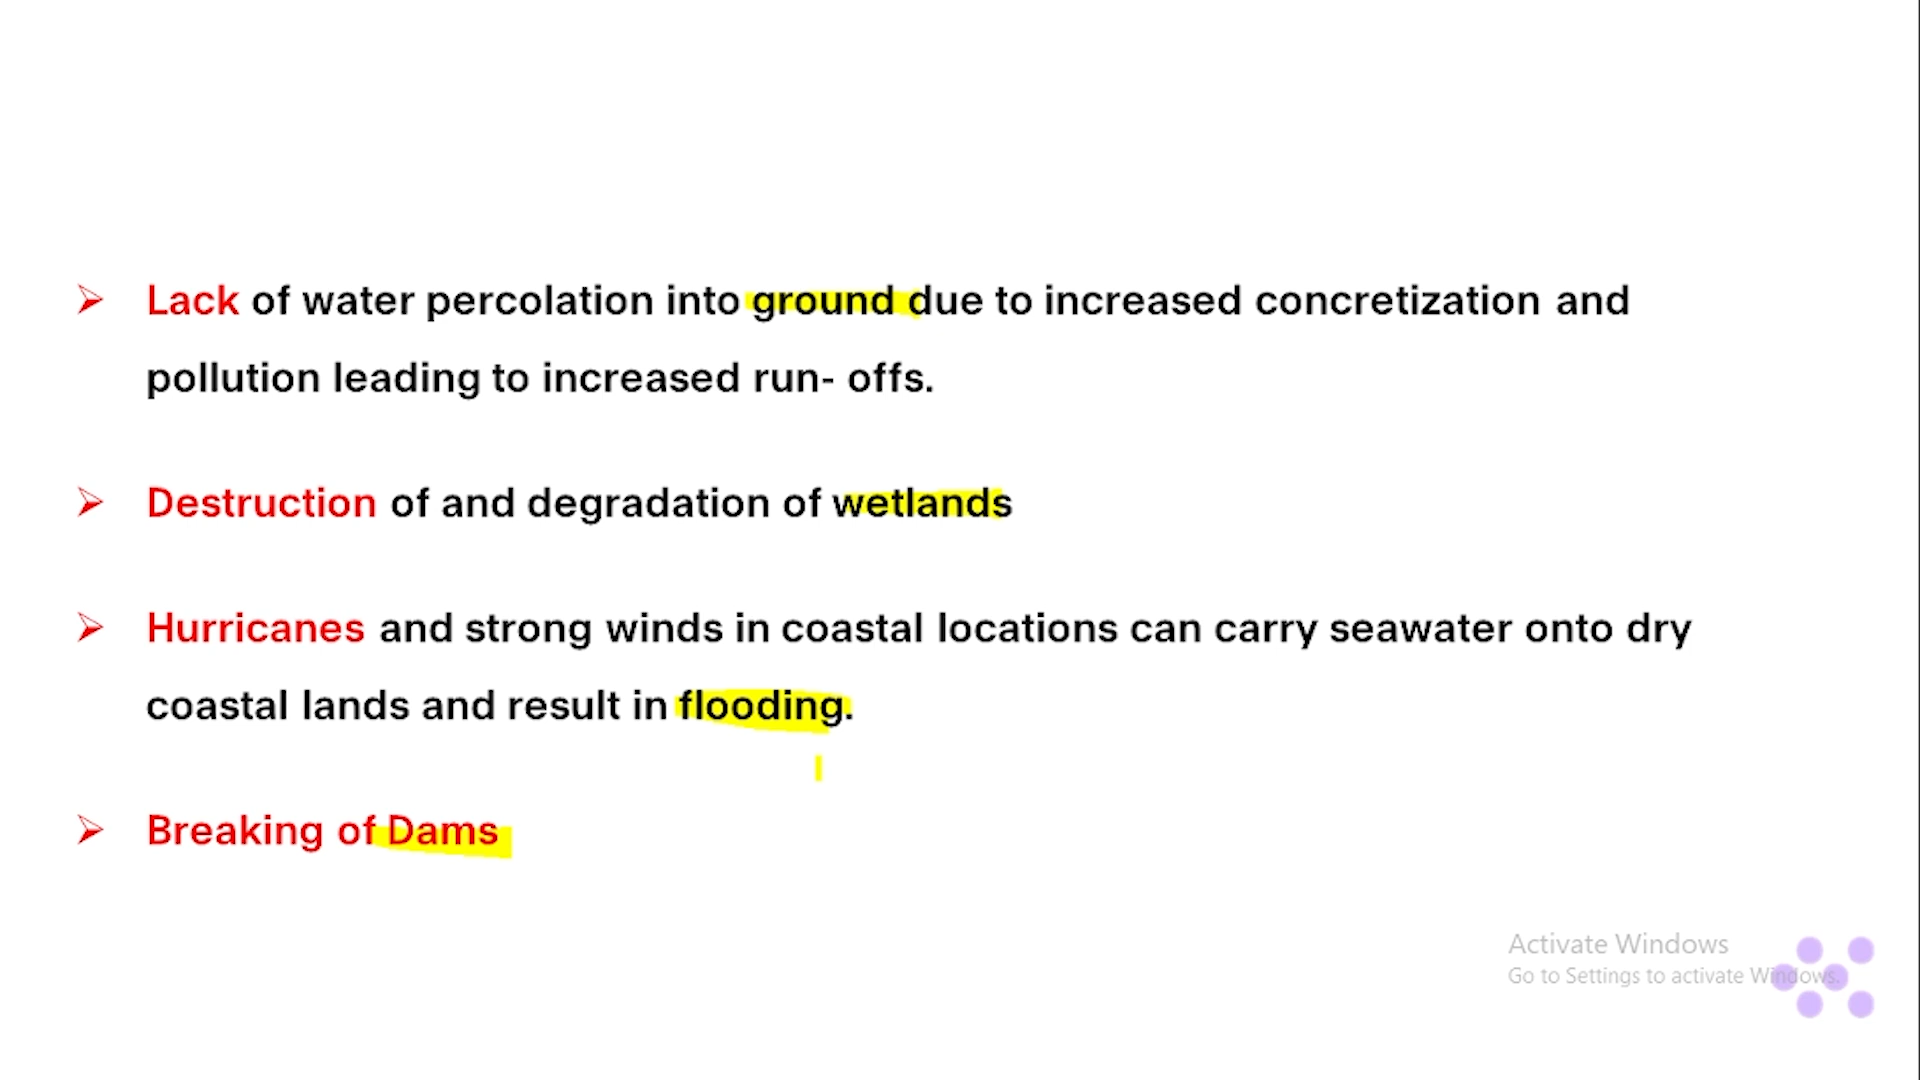 Lack of water percolation into ground due to increased concretization and
pollution leading to increased run- offs.
Destruction of and degradation of wetlands
Hurricanes and strong winds in coastal locations can carry seawater onto dry
coastal lands and result in flooding.
Breaking of Dams
Activate Windows
Go to Settings to activate Windows.